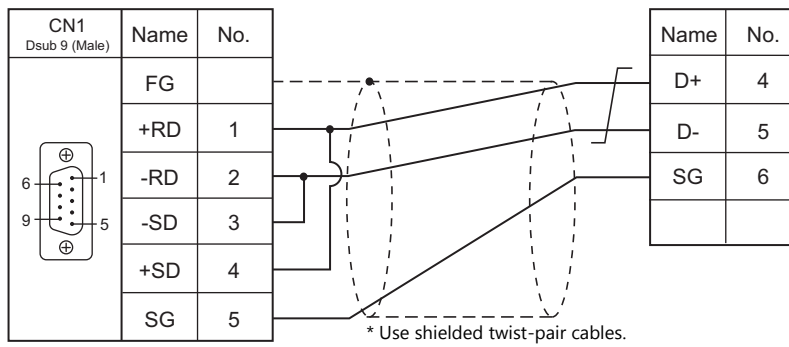 CN1
Dsub 9 (Male)
Name No.
FG
+RD 1
-RD 2
-SD 3
+SD 4
SG 5
6
1
9
5
Name No.
D+ 4
D- 5
SG 6
* Use shielded twist-pair cables.